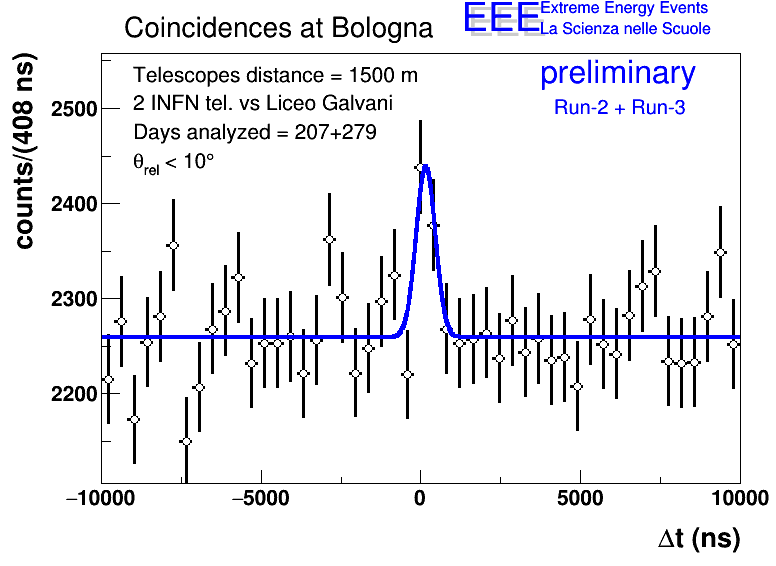 Coincidences at Bologna
EEE Extreme Energy Events
La Scienza nelle Scuole
Telescopes distance = 1500 m
2 INFN tel. vs Liceo Galvani
Days analyzed = 207+279
θrel < 10°
preliminary
Run-2 + Run-3
counts/(408 ns)
2500
2400
2300
2200
−10000 −5000 0 5000 10000
Δt (ns)